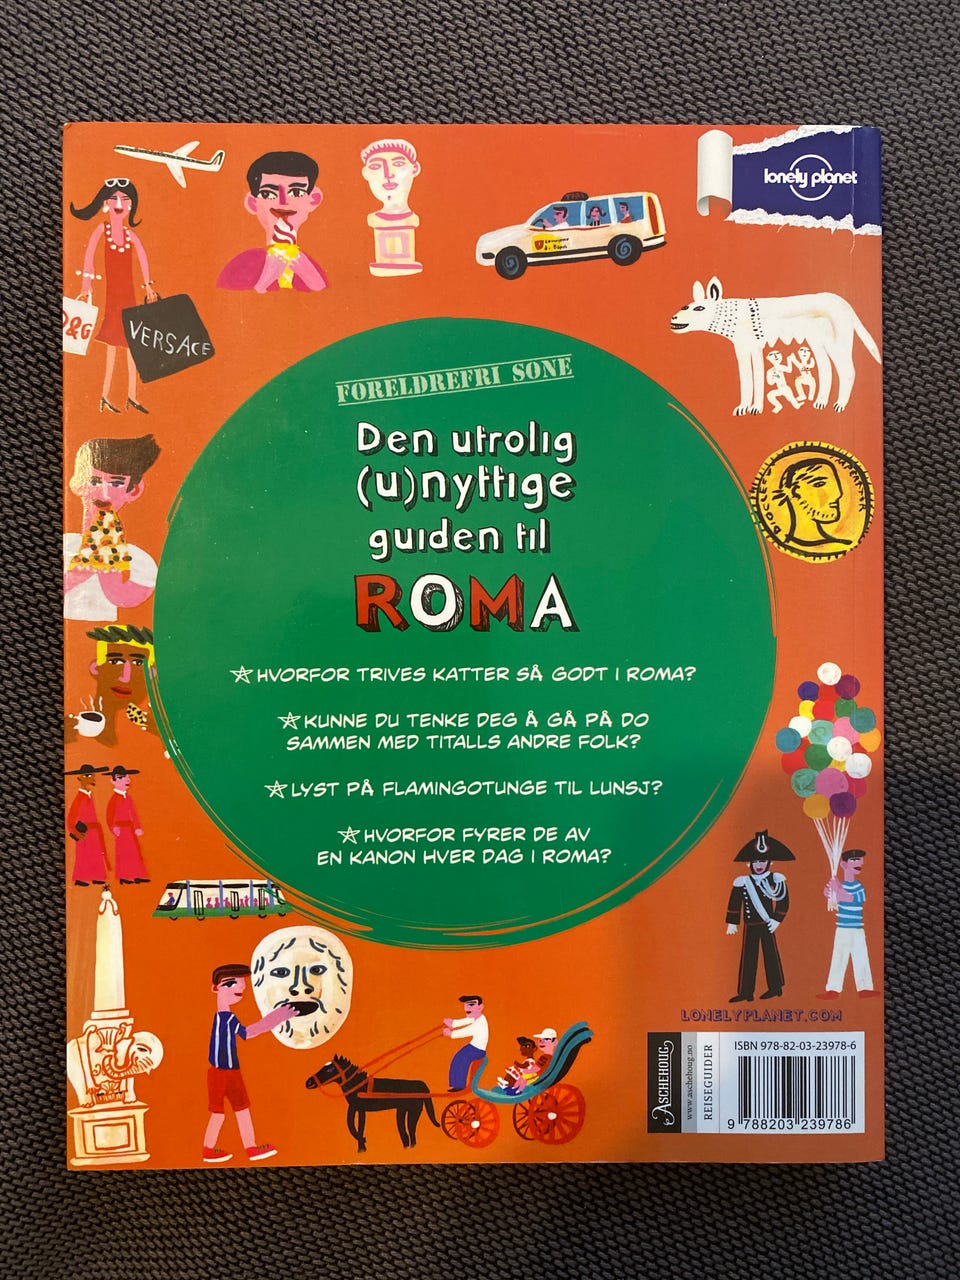 lonely planet
D&G
VERSACE
FORELDREFRI SONE
Den utrolig
(u)nyttige
guiden til
ROMA
HVORFOR TRIVES KATTER SÅ GODT I ROMA?
KUNNE DU TENKE DEG Å GÅ PÅ DO
SAMMEN MED TITALLS ANDRE FOLK?
LYST PÅ FLAMINGOTUNGE TIL LUNSJ?
HVORFOR FYRER DE AV
EN KANON HVER DAG I ROMA?
LONELYPLANET.COM
ASCHEHOUG
www.aschehoug.no
REISEGUIDER
ISBN 978-82-03-23978-6
9 788203 239786